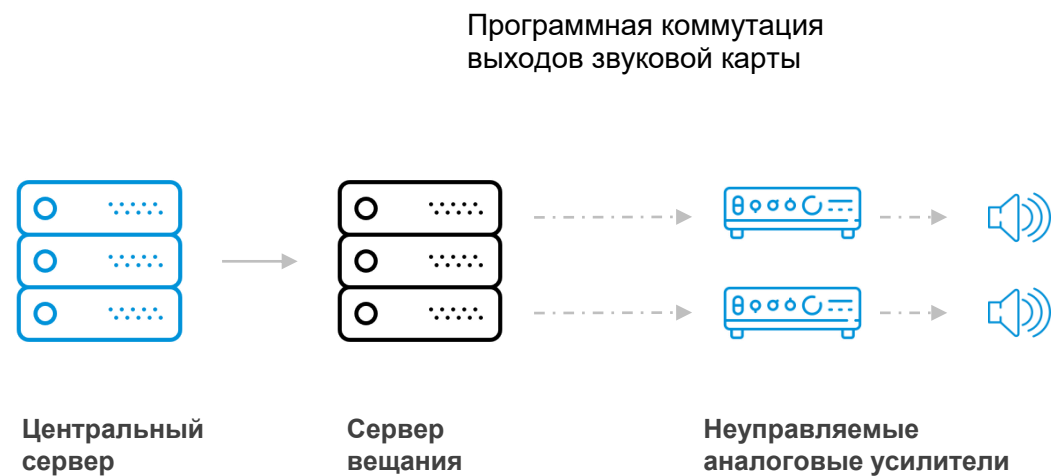 Программная коммутация
выходов звуковой карты
Центральный
сервер
Сервер
вещания
Неуправляемые
аналоговые усилители